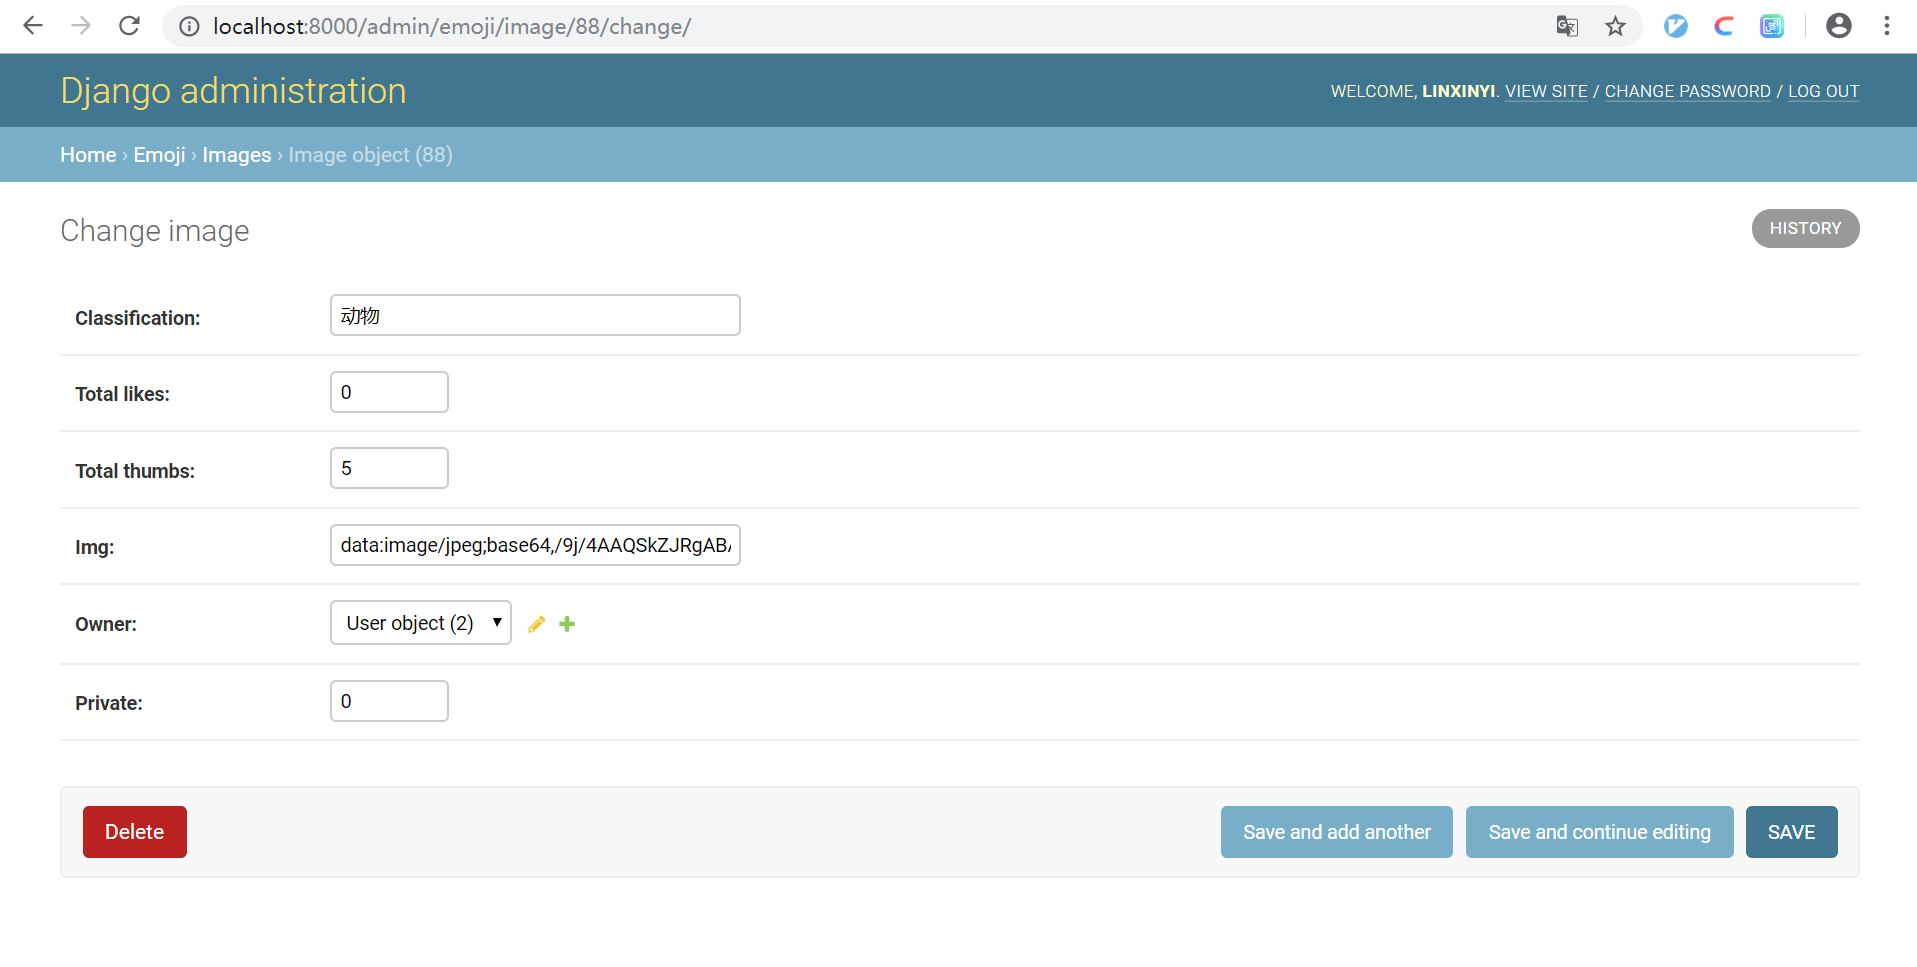 localhost:8000/admin/emoji/image/88/change/
Django administration
WELCOME, LINXINYI. VIEW SITE / CHANGE PASSWORD / LOG OUT
Home › Emoji › Images › Image object (88)
Change image
HISTORY
Classification:
动物
Total likes:
0
Total thumbs:
5
Img:
data:image/jpeg;base64,/9j/4AAQSkZJRgABA
Owner:
User object (2)
Private:
0
Delete
Save and add another
Save and continue editing
SAVE